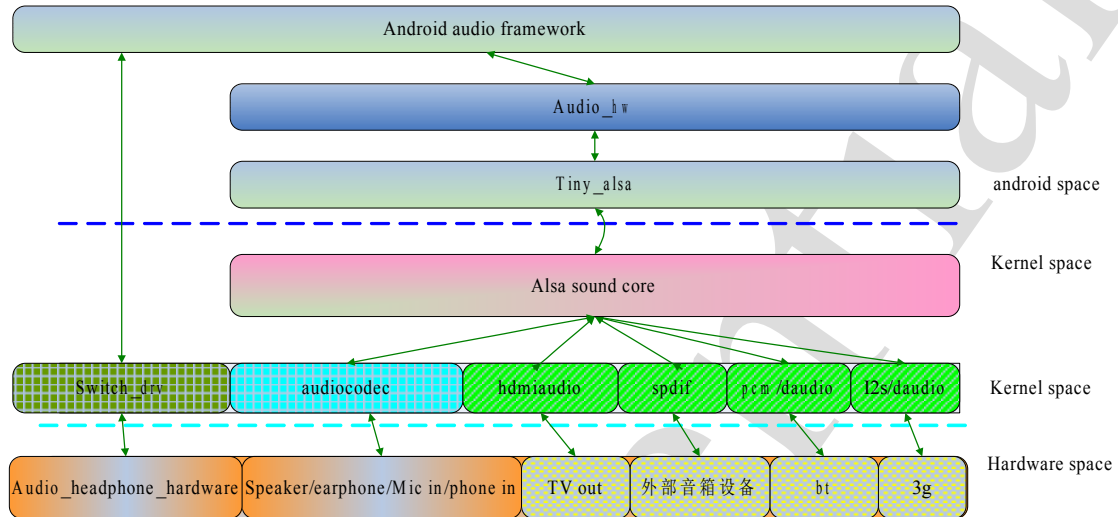 Android audio framework
Audio_hw
Tiny_alsa
android space
Kernel space
Alsa sound core
Switch_drv
audiocodec
hdmiaudio
spdif
pcm/daudio
I2s/daudio
Kernel space
Hardware space
Audio_headphone_hardware
Speaker/earphone/Mic in/phone in
TV out
外部音箱设备
bt
3g